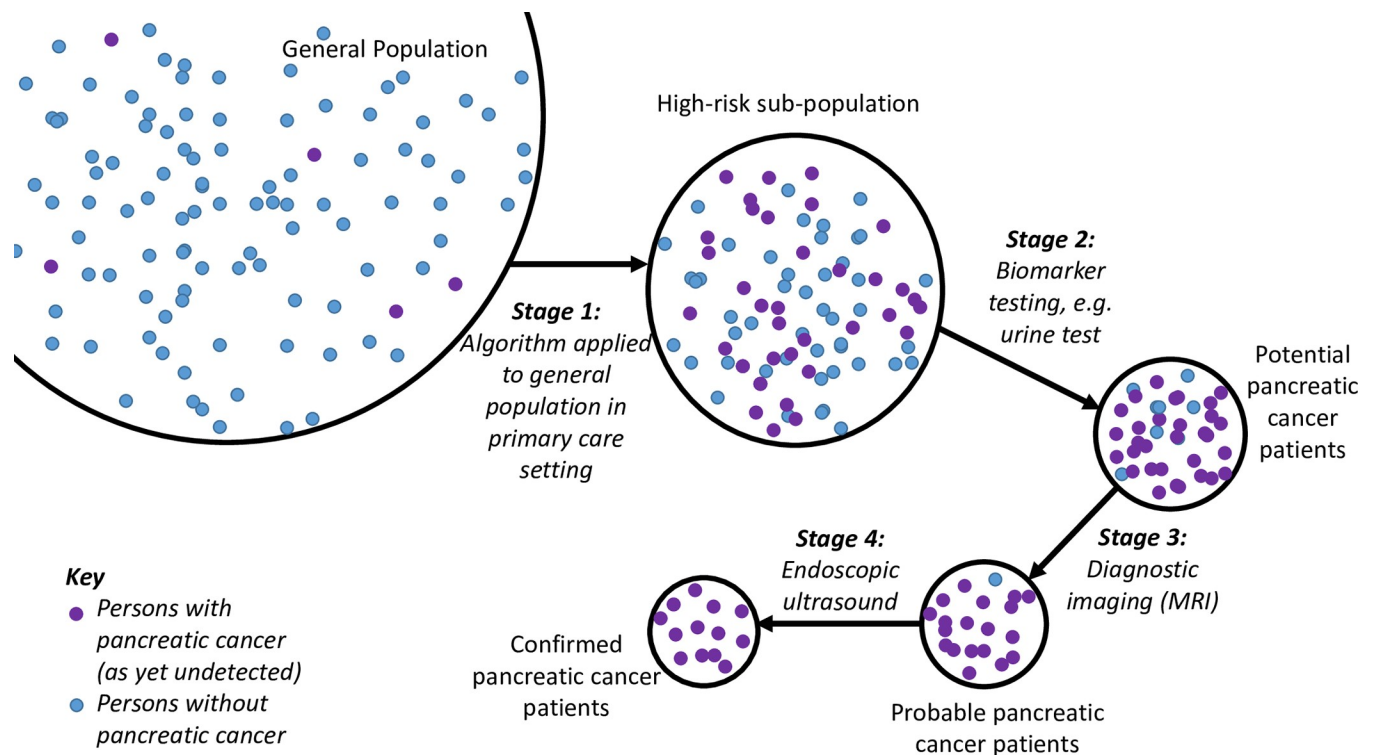 General Population
High-risk sub-population
Stage 1:
Algorithm applied
to general
population in
primary care
setting
Stage 2:
Biomarker
testing, e.g.
urine test
Potential
pancreatic
cancer
patients
Stage 3:
Diagnostic
imaging (MRI)
Probable pancreatic
cancer patients
Stage 4:
Endoscopic
ultrasound
Confirmed
pancreatic cancer
patients
Key
Persons with
pancreatic cancer
(as yet undetected)
Persons without
pancreatic cancer